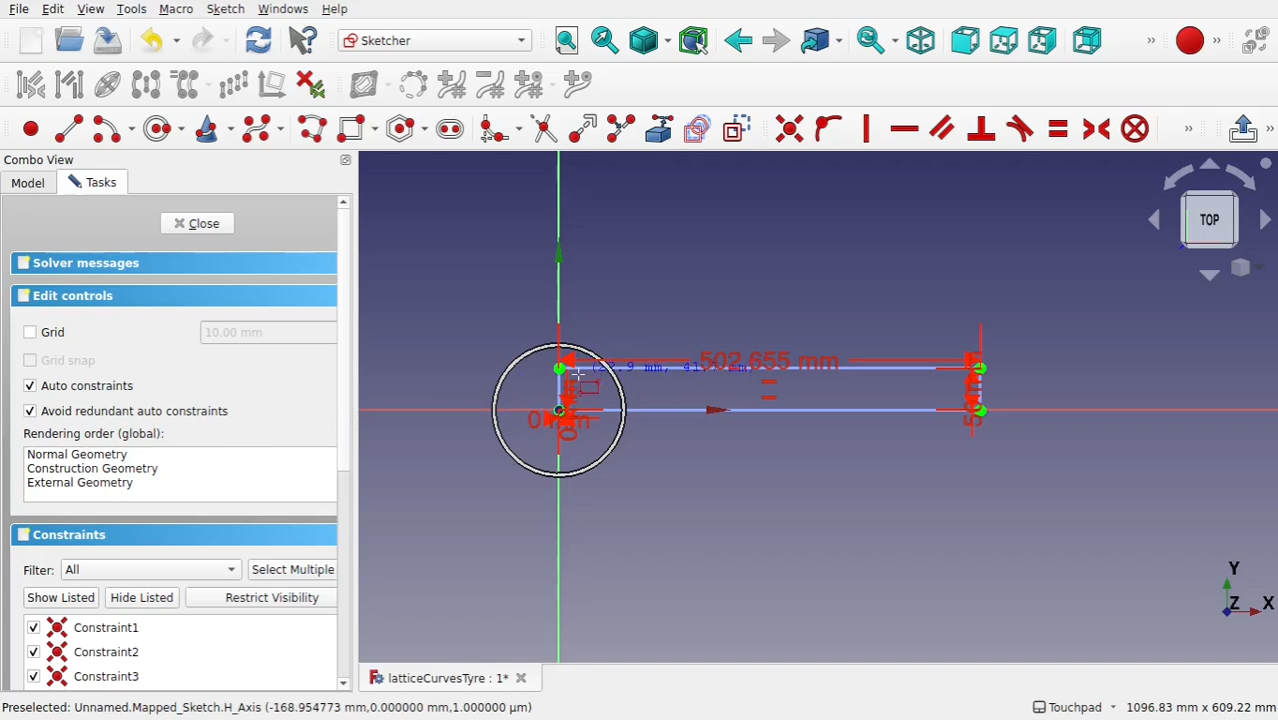 File Edit View Tools Macro Sketch Windows Help
Sketcher
Combo View
Model Tasks
Close
TOP
Solver messages
Edit controls
Grid 10.00 mm
Grid snap
Auto constraints
Avoid redundant auto constraints
Rendering order (global):
Normal Geometry
Construction Geometry
External Geometry
502.655 mm
Constraints
Filter: All Select Multiple
Show Listed Hide Listed Restrict Visibility
Constraint1
Constraint2
Constraint3
Y
Z X
latticeCurvesTyre : 1*
Preselected: Unnamed.Mapped_Sketch.H_Axis (-168.954773 mm,0.000000 mm,1.000000 μm) Touchpad 1096.83 mm x 609.22 mm